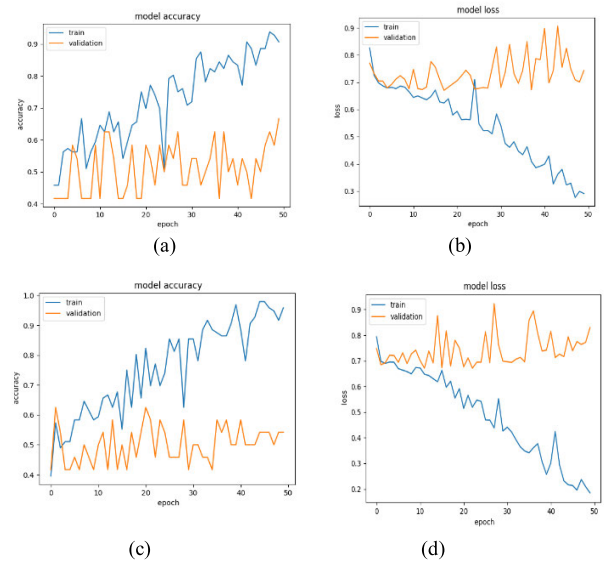 model accuracy
train
validation
accuracy
0.9
0.8
0.7
0.6
0.5
0.4
0 10 20 30 40 50
epoch
(a)
model loss
train
validation
loss
0.9
0.8
0.7
0.6
0.5
0.4
0.3
0 10 20 30 40 50
epoch
(b)
model accuracy
train
validation
accuracy
1.0
0.9
0.8
0.7
0.6
0.5
0.4
0 10 20 30 40 50
epoch
(c)
model loss
train
validation
loss
0.9
0.8
0.7
0.6
0.5
0.4
0.3
0.2
0 10 20 30 40 50
epoch
(d)